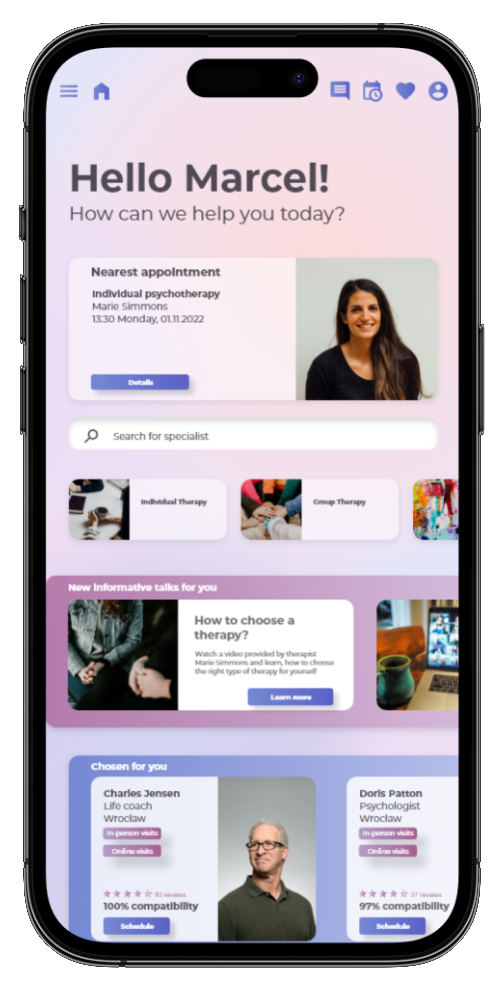 Hello Marcel!
How can we help you today?
Nearest appointment
Individual psychotherapy
Marie Simmons
13:30 Monday, 01.11.2022
Details
Search for specialist
Individual Therapy
Group Therapy
New informative talks for you
How to choose a
therapy?
Watch a video provided by therapist
Marie Simmons and learn, how to choose
the right type of therapy for yourself
Learn more
Chosen for you
Charles Jensen
Life coach
Wrocław
In-person visits
Online visits
93 reviews
100% compatibility
Schedule
Doris Patton
Psychologist
Wrocław
In-person visits
Online visits
37 reviews
97% compatibility
Schedule